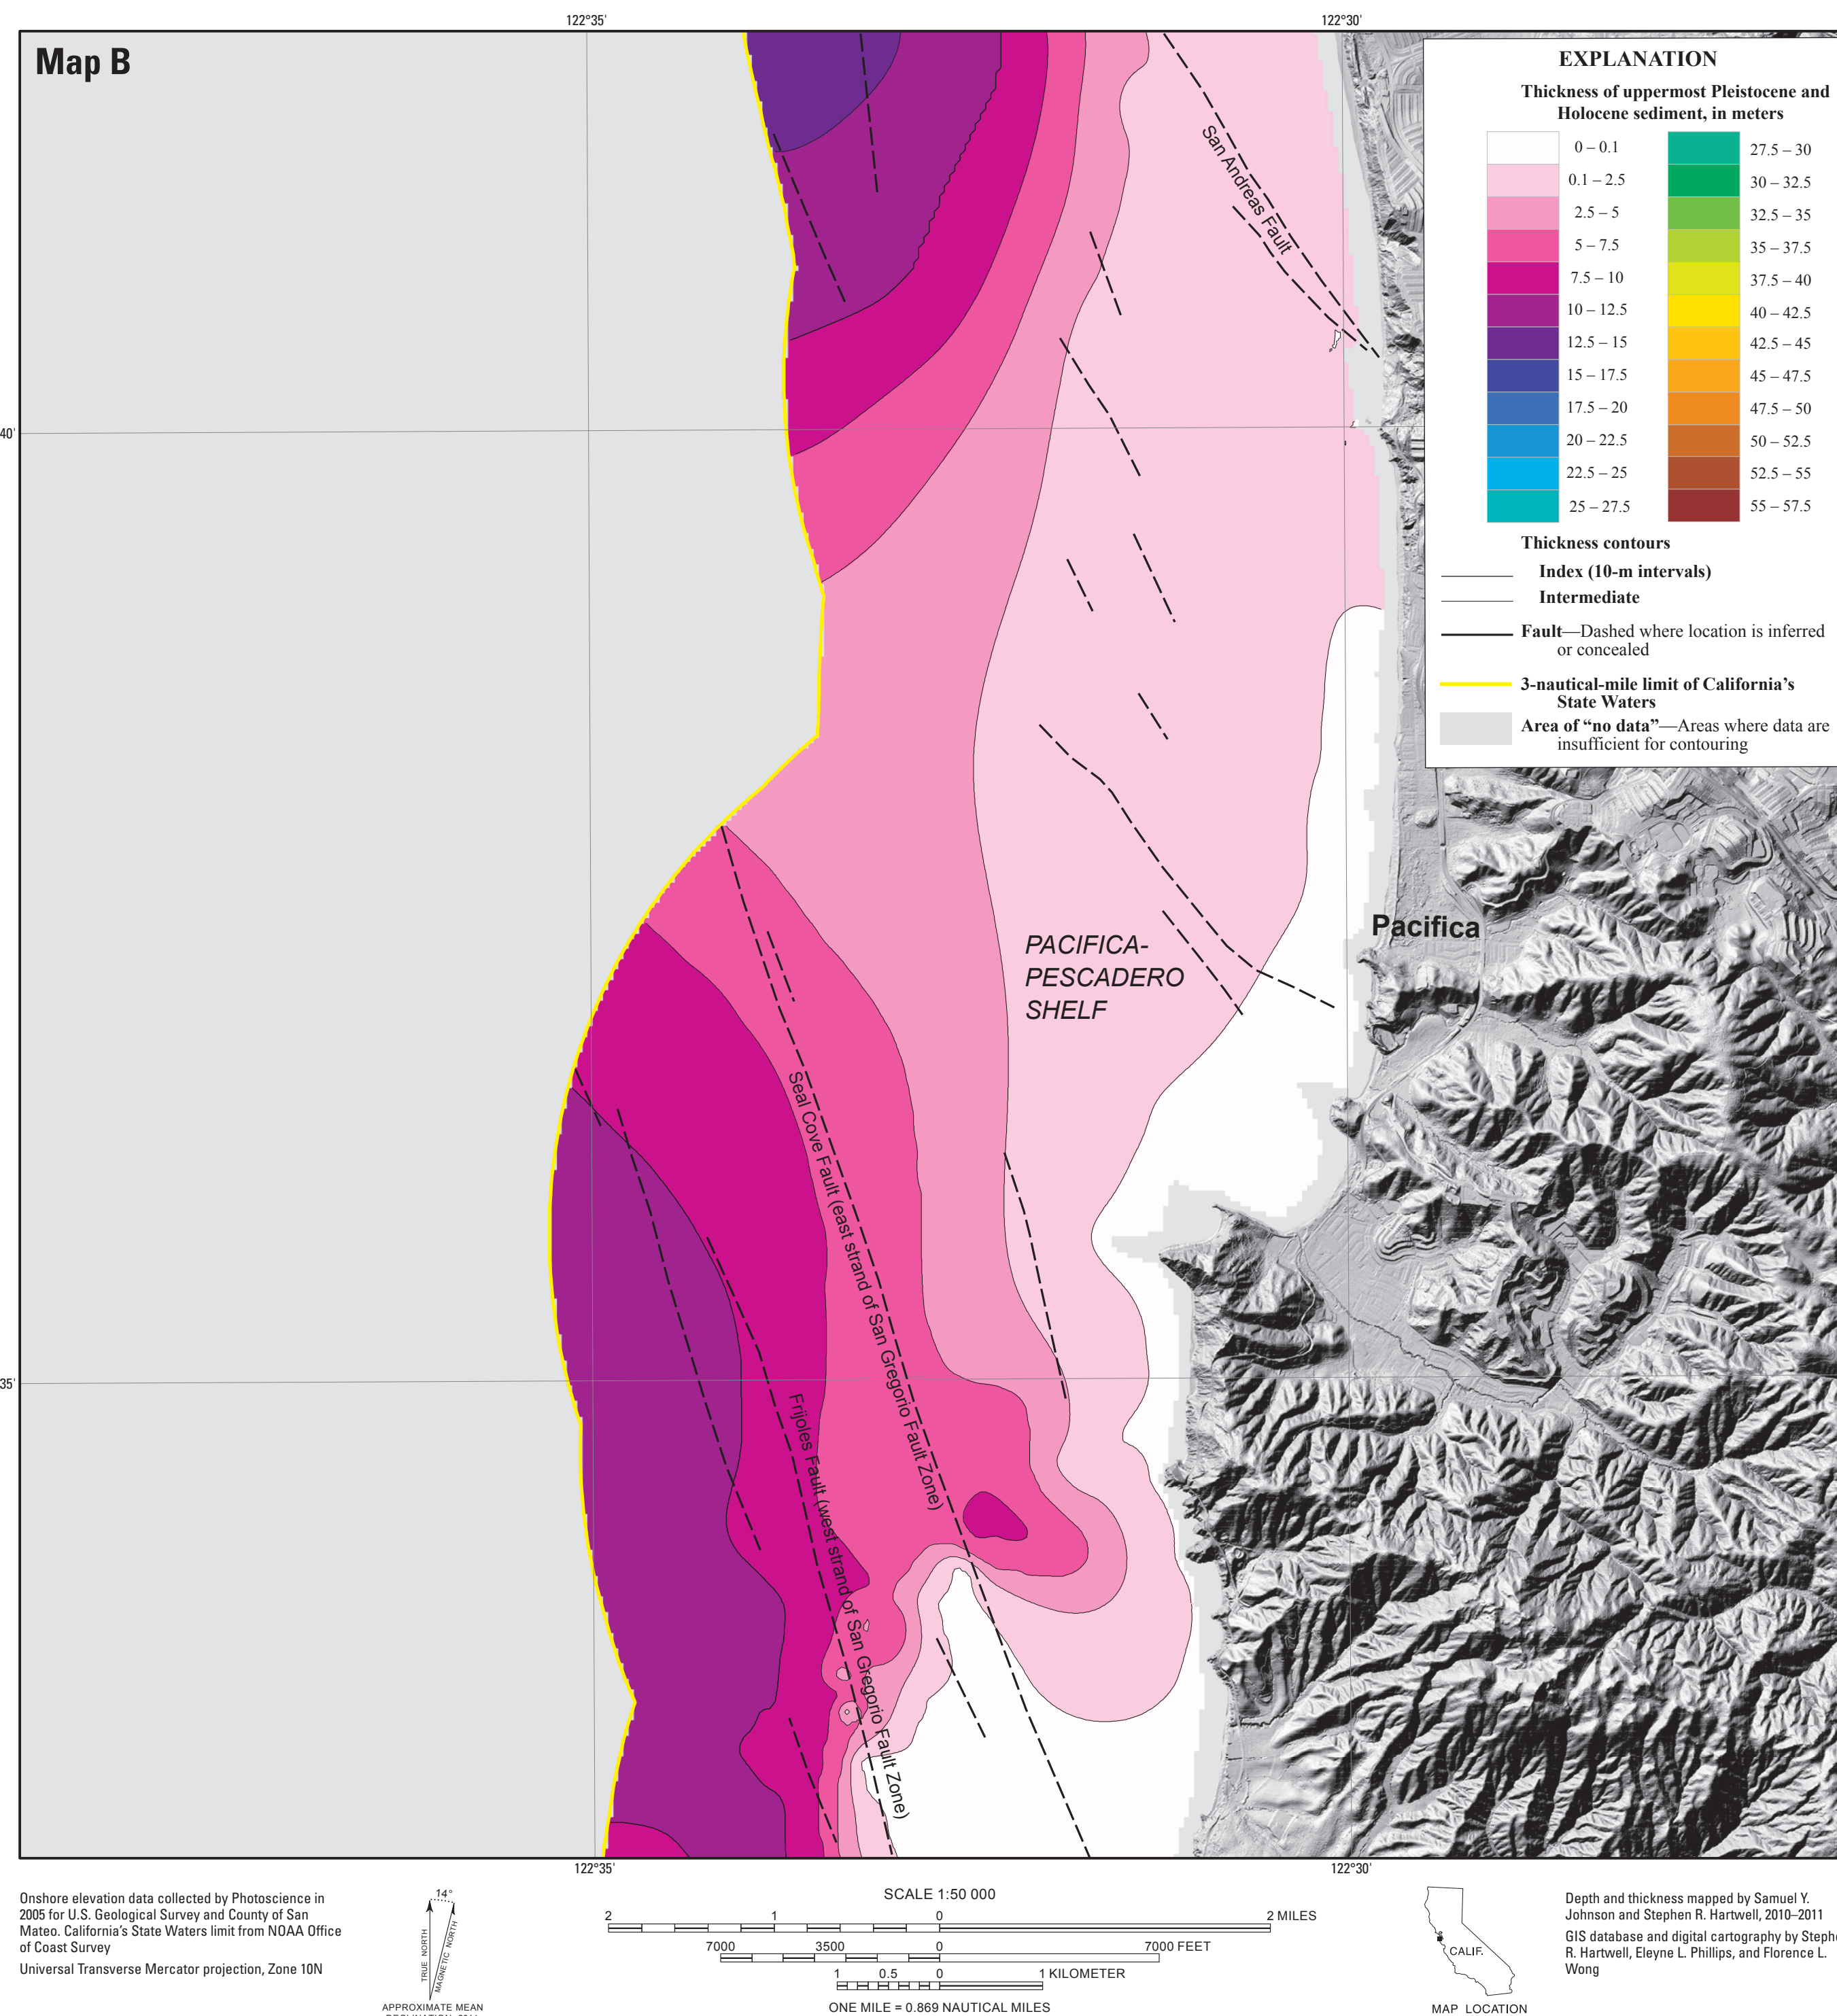 122°35'
122°30'
Map B
EXPLANATION
Thickness of uppermost Pleistocene and
Holocene sediment, in meters
0 – 0.1
0.1 – 2.5
2.5 – 5
5 – 7.5
7.5 – 10
10 – 12.5
12.5 – 15
15 – 17.5
17.5 – 20
20 – 22.5
22.5 – 25
25 – 27.5
27.5 – 30
30 – 32.5
32.5 – 35
35 – 37.5
37.5 – 40
40 – 42.5
42.5 – 45
45 – 47.5
47.5 – 50
50 – 52.5
52.5 – 55
55 – 57.5
Thickness contours
Index (10-m intervals)
Intermediate
Fault—Dashed where location is inferred
or concealed
3-nautical-mile limit of California's
State Waters
Area of “no data”—Areas where data are
insufficient for contouring
San Andreas Fault
40'
Pacifica
PACIFICA-
PESCADERO
SHELF
Seal Cove Fault (east strand of San Gregorio Fault Zone)
35'
Frijoles Fault (west strand of San Gregorio Fault Zone)
122°35'
122°30'
Onshore elevation data collected by Photoscience in
2005 for U.S. Geological Survey and County of San
Mateo. California's State Waters limit from NOAA Office
of Coast Survey
Universal Transverse Mercator projection, Zone 10N
14°
TRUE NORTH
MAGNETIC NORTH
APPROXIMATE MEAN
SCALE 1:50 000
2 1 0 2 MILES
7000 3500 0 7000 FEET
1 0.5 0 1 KILOMETER
ONE MILE = 0.869 NAUTICAL MILES
CALIF.
MAP LOCATION
Depth and thickness mapped by Samuel Y.
Johnson and Stephen R. Hartwell, 2010–2011
GIS database and digital cartography by Stephe
R. Hartwell, Eleyne L. Phillips, and Florence L.
Wong